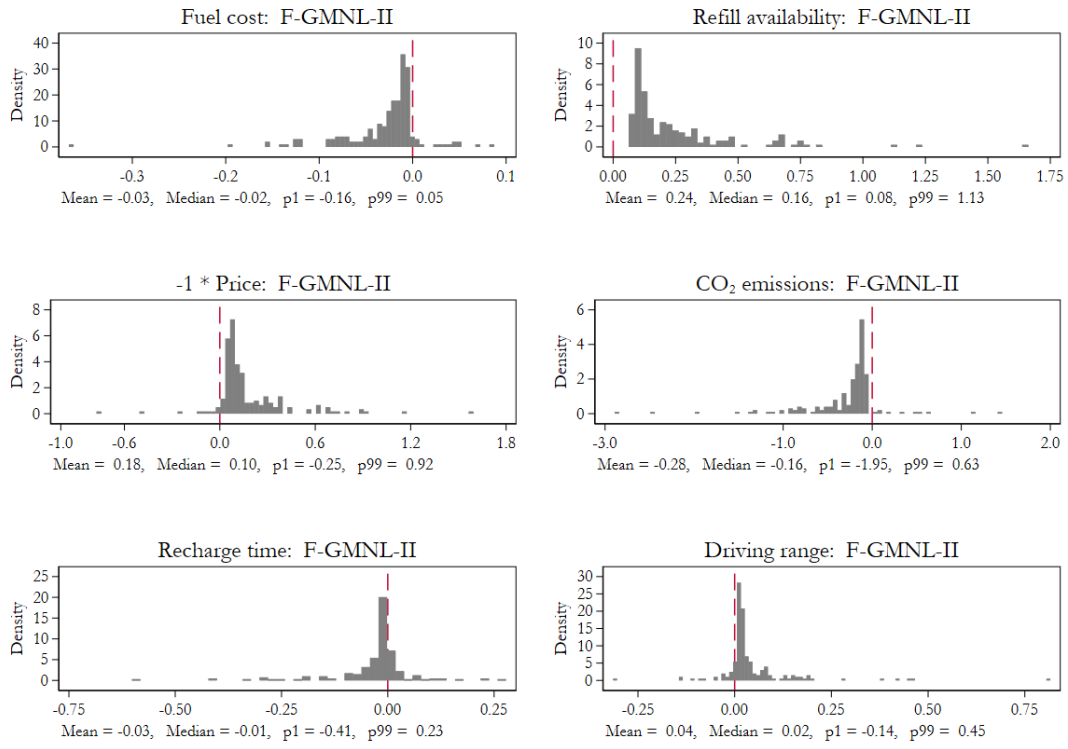 Fuel cost:  F-GMNL-II
Density
40
30
20
10
0
-0.3 -0.2 -0.1 0.0 0.1
Mean = -0.03,   Median = -0.02,   p1 = -0.16,   p99 = 0.05
Refill availability:  F-GMNL-II
Density
10
8
6
4
2
0
0.00 0.25 0.50 0.75 1.00 1.25 1.50 1.75
Mean = 0.24,   Median = 0.16,   p1 = 0.08,   p99 = 1.13
-1 * Price:  F-GMNL-II
Density
8
6
4
2
0
-1.0 -0.6 0.0 0.6 1.2 1.8
Mean = 0.18,   Median = 0.10,   p1 = -0.25,   p99 = 0.92
CO₂ emissions:  F-GMNL-II
Density
6
4
2
0
-3.0 -1.0 0.0 1.0 2.0
Mean = -0.28,   Median = -0.16,   p1 = -1.95,   p99 = 0.63
Recharge time:  F-GMNL-II
Density
25
20
15
10
5
0
-0.75 -0.50 -0.25 0.00 0.25
Mean = -0.03,   Median = -0.01,   p1 = -0.41,   p99 = 0.23
Driving range:  F-GMNL-II
Density
30
25
20
15
10
5
0
-0.25 0.00 0.25 0.50 0.75
Mean = 0.04,   Median = 0.02,   p1 = -0.14,   p99 = 0.45